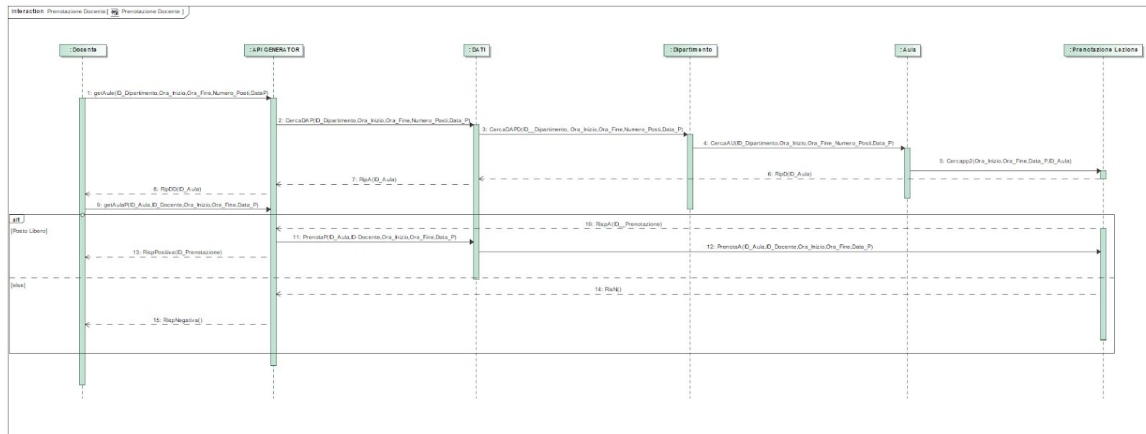 interaction Prenotazione Docente [ Prenotazione Docente ]
: Docente
: API GENERATOR
: DATI
: Dipartimento
: Aula
: Prenotazione Lezione
1: getAule(ID_Dipartimento,Ora_Inizio,Ora_Fine,Numero_Posti,DataP)
2: CercaDAP(ID_Dipartimento,Ora_Inizio,Ora_Fine,Numero_Posti,Data_P)
3: CercaDAPD(ID__Dipartimento, Ora_Inizio,Ora_Fine,Numero_Posti,Data_P)
4: CercaAU(ID_Dipartimento,Ora_Inizio,Ora_Fine_Numero_Posti,Data_P)
5: Cercapp2(Ora_Inizio,Ora_Fine,Data_P,ID_Aula)
6: RipD(ID_Aula)
7: RipA(ID_Aula)
8: RipDD(ID_Aula)
9: getAulaP(ID_Aula,ID_Docente,Ora_Inizio,Ora_Fine,Data_P)
alt
[Posto Libero]
10: RispA(ID__Prenotazione)
11: PrenotaP(ID_Aula,ID-Docente,Ora_Inizio,Ora_Fine,Data_P)
12: PrenotaA(ID_Aula,ID_Docente,Ora_Inizio,Ora_Fine,Data_P)
13: RispPositiva(ID_Prenotazione)
[else]
14: RisN()
15: RispNegativa()